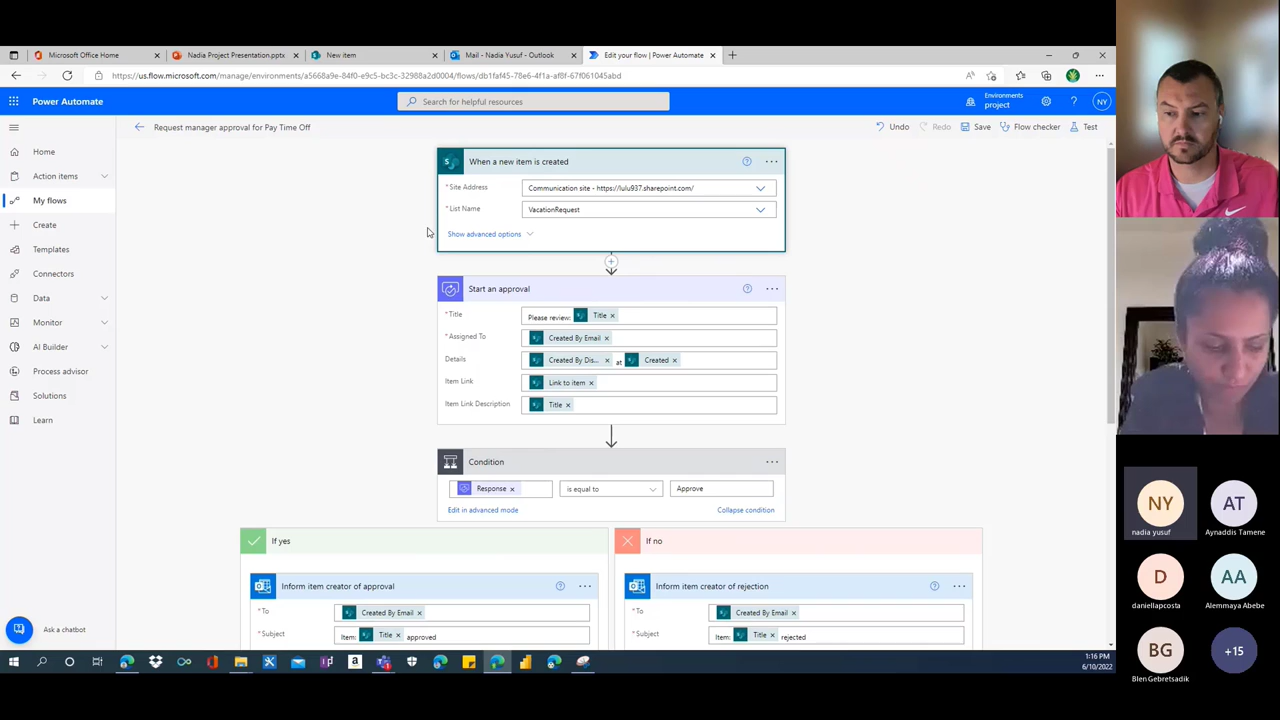 Microsoft Office Home
Nadia Project Presentation.pptx
New item
Mail - Nadia Yusuf - Outlook
Edit your flow | Power Automate
https://us.flow.microsoft.com/manage/environments/a5668a9e-84f0-e9c5-bc3c-32988a2d0004/flows/db1faf45-78e6-4f1a-af8f-67f061045abd
Power Automate
Search for helpful resources
Environments
project
NY
Request manager approval for Pay Time Off
Undo
Redo
Save
Flow checker
Test
Home
Action items
My flows
Create
Templates
Connectors
Data
Monitor
AI Builder
Process advisor
Solutions
Learn
Ask a chatbot
When a new item is created
* Site Address
Communication site - https://lulu937.sharepoint.com/
* List Name
VacationRequest
Show advanced options
Start an approval
* Title
Please review: Title
* Assigned To
Created By Email
Details
Created By Dis... at Created
Item Link
Link to item
Item Link Description
Title
Condition
Response
is equal to
Approve
Edit in advanced mode
Collapse condition
If yes
Inform item creator of approval
* To
Created By Email
* Subject
Item: Title approved
If no
Inform item creator of rejection
* To
Created By Email
* Subject
Item: Title rejected
1:16 PM
6/10/2022
NY
nadia yusuf
AT
Aynaddis Tamene
D
daniellapcosta
AA
Alemmaya Abebe
BG
Blen Gebretsadik
+15